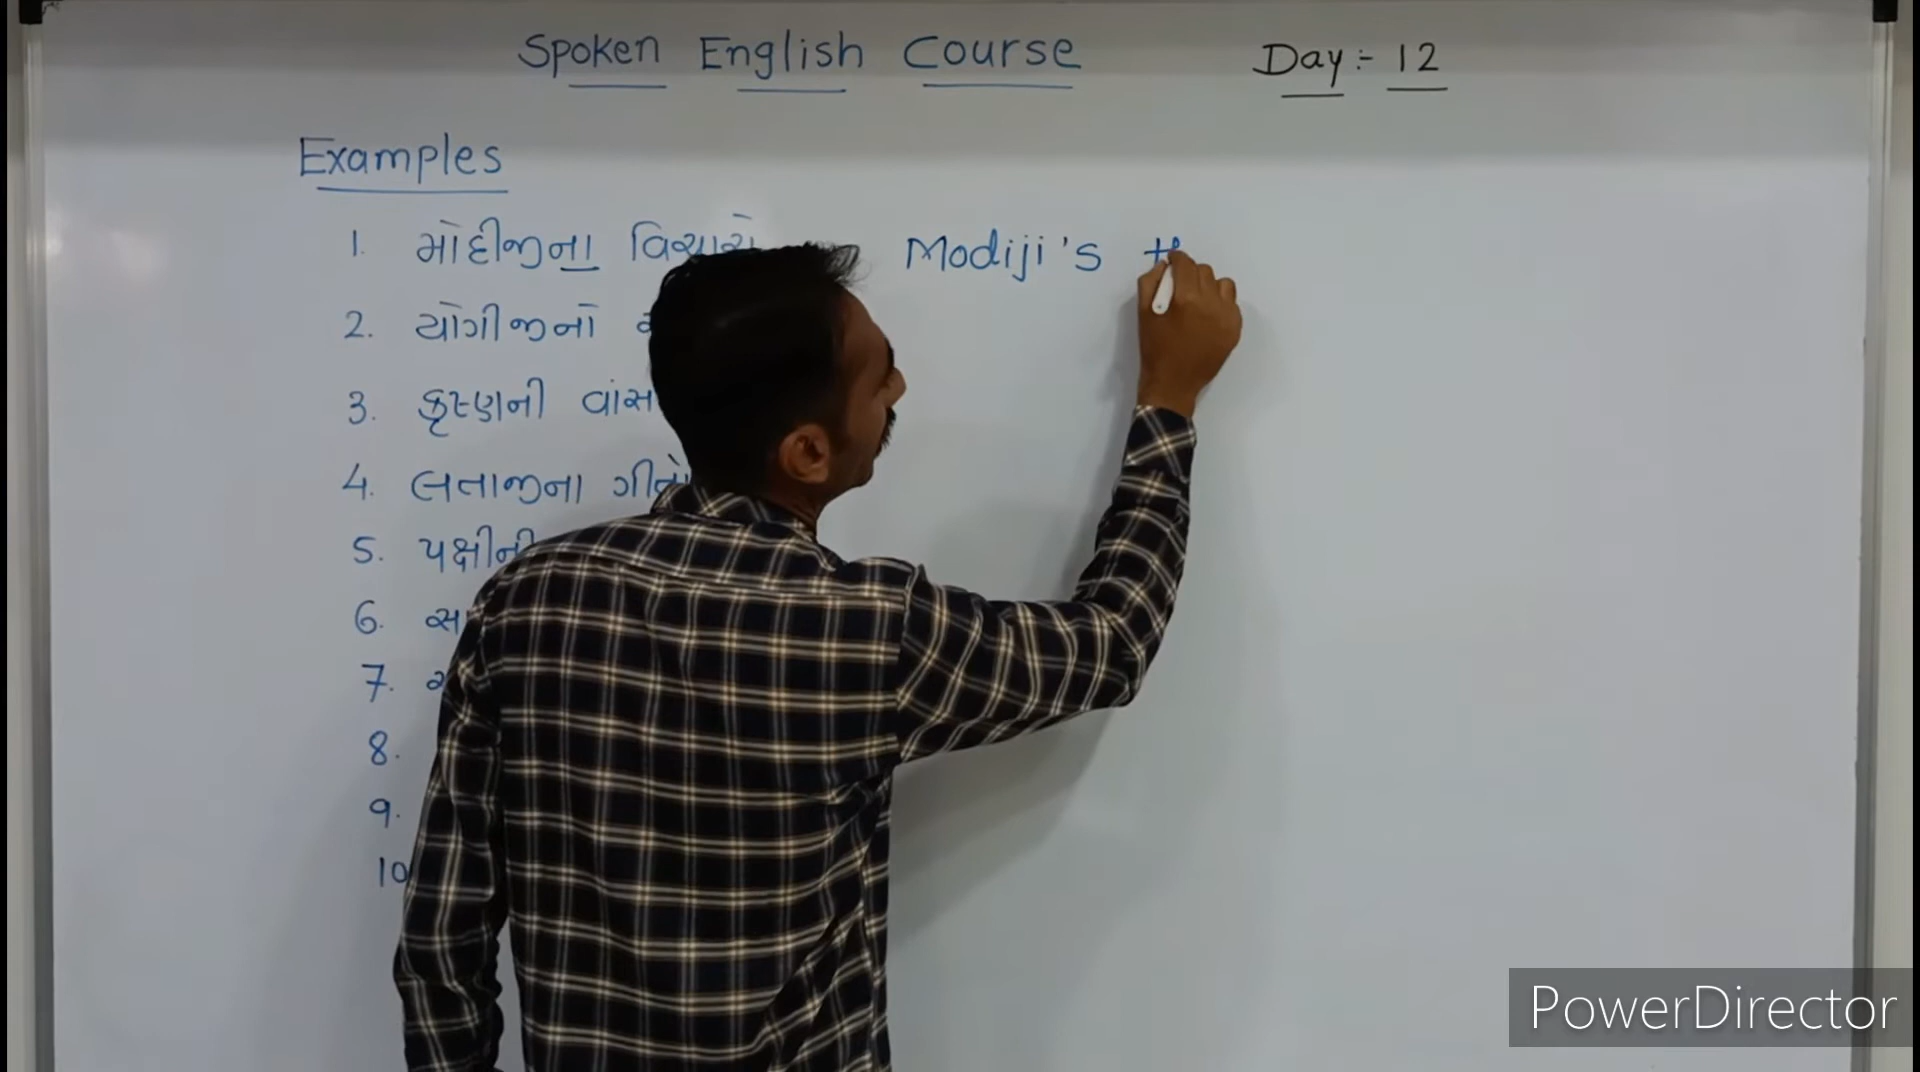 Spoken English Course Day :- 12
Examples
1. મોદીજીના વિચારો Modiji's
2. યોગીજીનો
3. કૃષ્ણની
4. લતાજીના ગીતો
5. પક્ષીની
6.
7.
8.
9.
10
PowerDirector